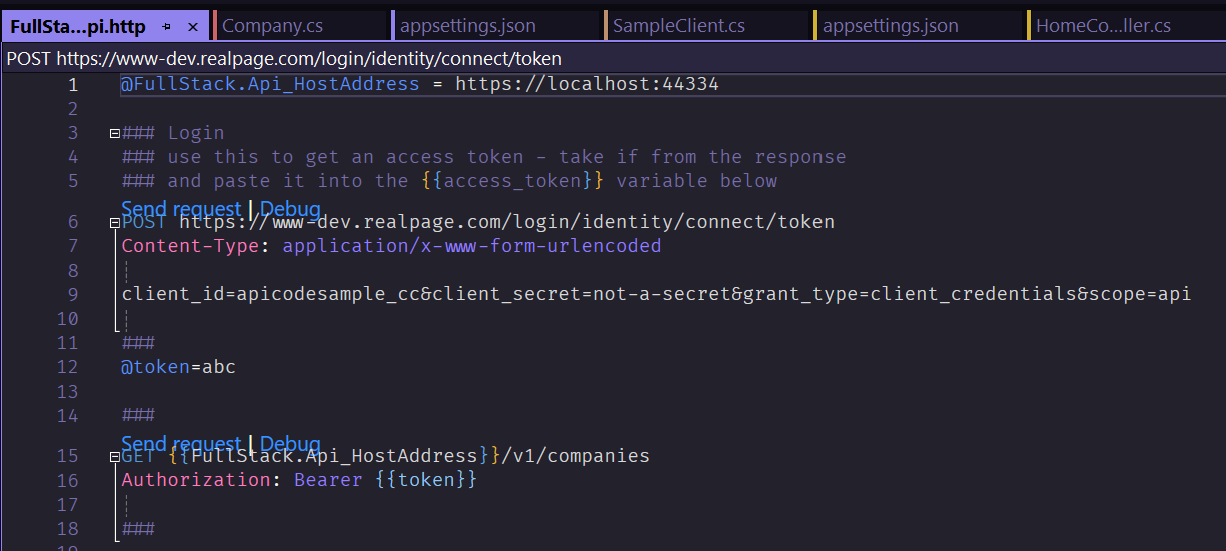 FullSta...pi.http
Company.cs
appsettings.json
SampleClient.cs
appsettings.json
HomeCo...ller.cs
POST https://www-dev.realpage.com/login/identity/connect/token
1 @FullStack.Api_HostAddress = https://localhost:44334
2
3 ### Login
4 ### use this to get an access token - take if from the response
5 ### and paste it into the {{access_token}} variable below
Send request | Debug
6 POST https://www-dev.realpage.com/login/identity/connect/token
7 Content-Type: application/x-www-form-urlencoded
8
9 client_id=apicodesample_cc&client_secret=not-a-secret&grant_type=client_credentials&scope=api
10
11 ###
12 @token=abc
13
14 ###
Send request | Debug
15 GET {{FullStack.Api_HostAddress}}/v1/companies
16 Authorization: Bearer {{token}}
17
18 ###
19